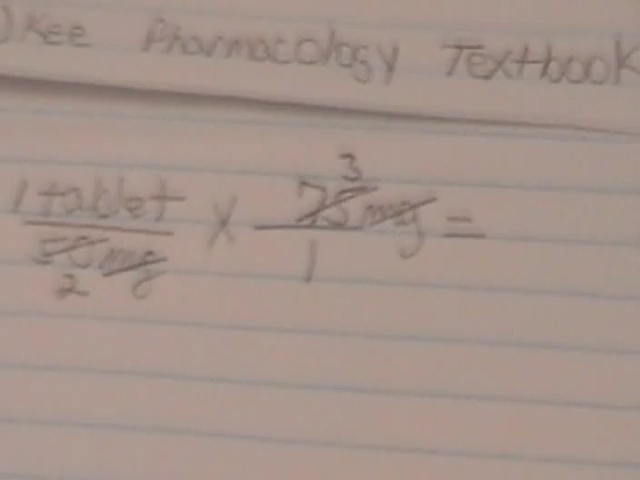 ) Kee Pharmacology Textbook
3
1 tablet × 75 mg =
50 mg 1
2